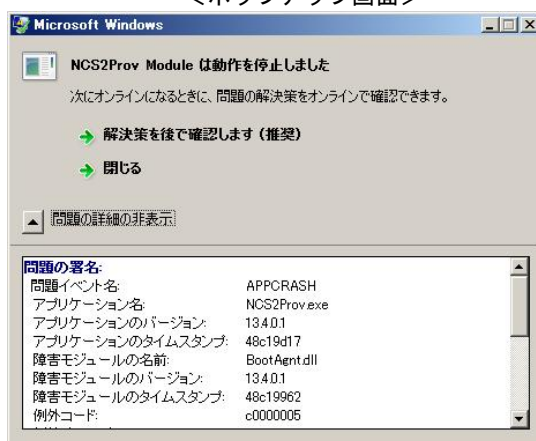 <ポップアップ画面>
Microsoft Windows
NCS2Prov Module は動作を停止しました
次にオンラインになるときに、問題の解決策をオンラインで確認できます。
解決策を後で確認します (推奨)
閉じる
問題の詳細の非表示
問題の署名:
問題イベント名: APPCRASH
アプリケーション名: NCS2Prov.exe
アプリケーションのバージョン: 13.4.0.1
アプリケーションのタイムスタンプ: 48c19d17
障害モジュールの名前: BootAgnt.dll
障害モジュールのバージョン: 13.4.0.1
障害モジュールのタイムスタンプ: 48c19962
例外コード: c0000005